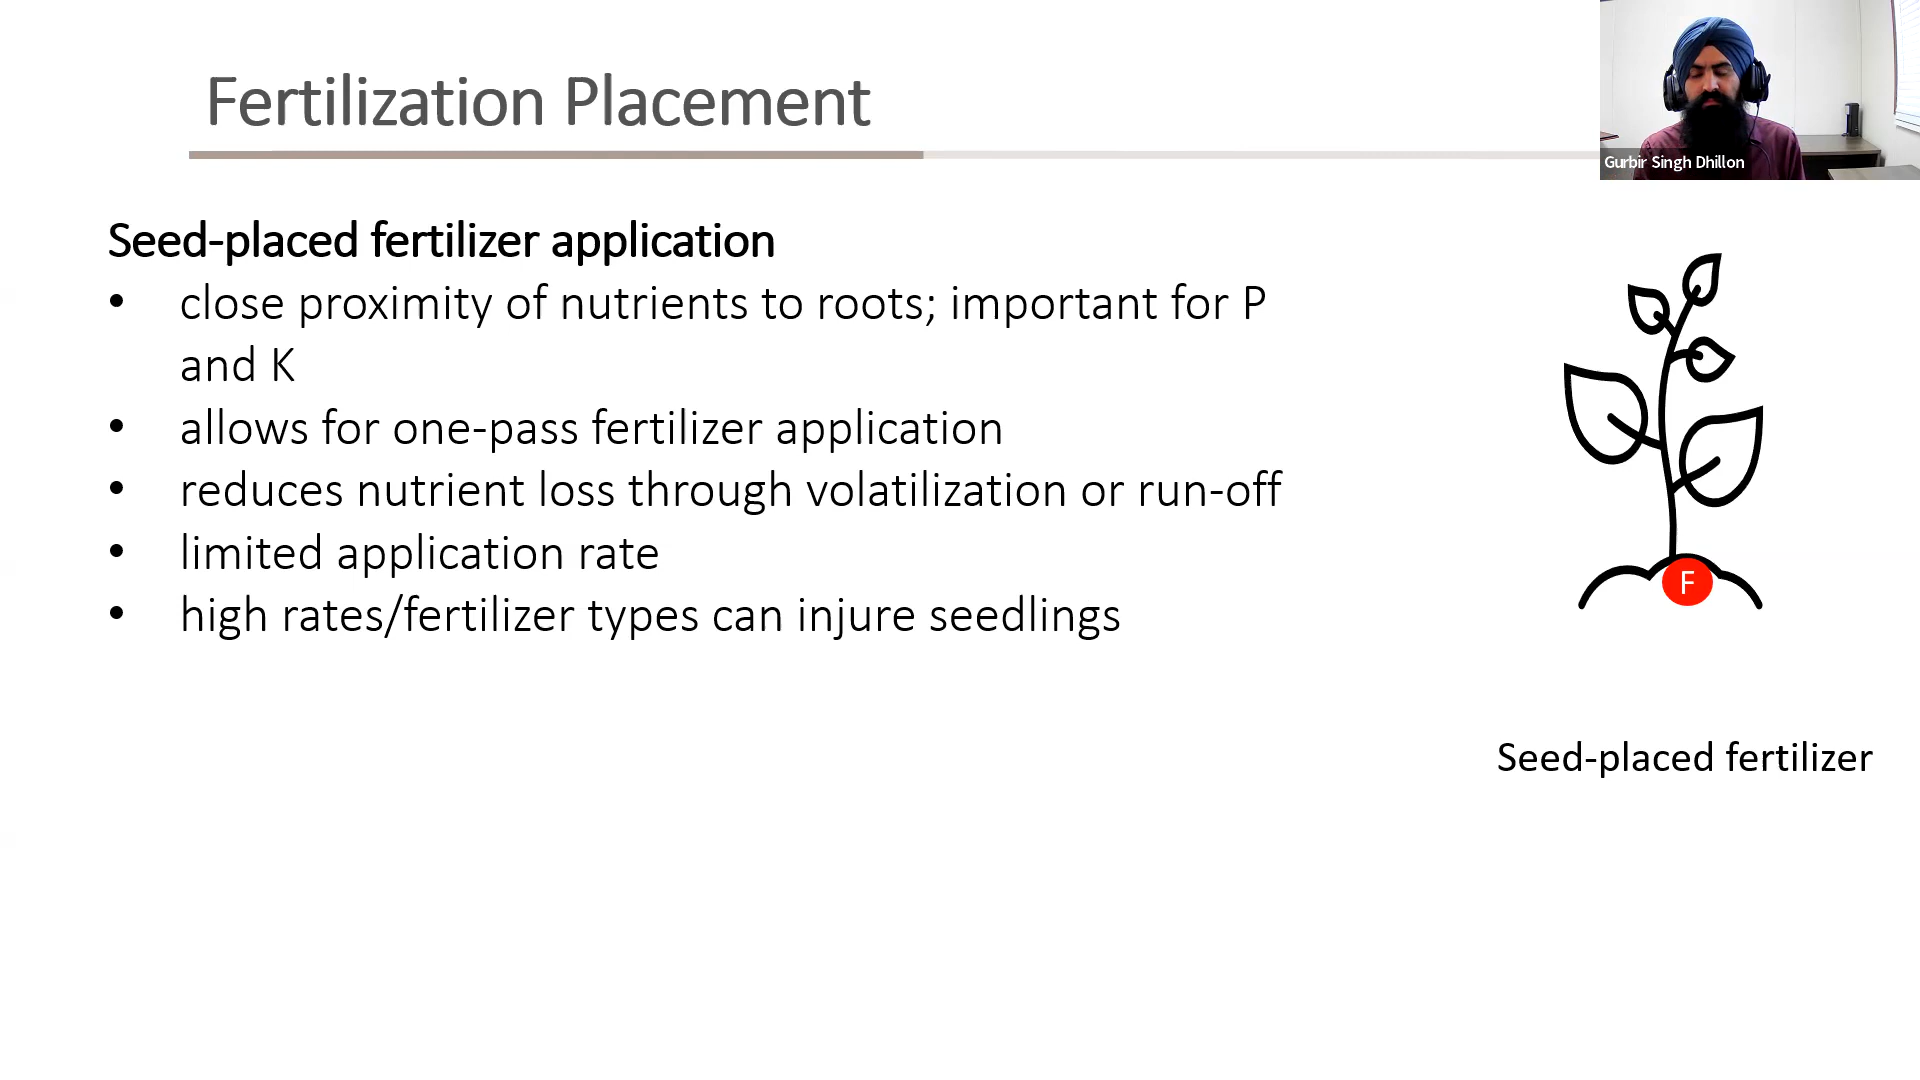 Fertilization Placement
Gurbir Singh Dhillon
Seed-placed fertilizer application
• close proximity of nutrients to roots; important for P
and K
• allows for one-pass fertilizer application
• reduces nutrient loss through volatilization or run-off
• limited application rate
• high rates/fertilizer types can injure seedlings
F
Seed-placed fertilizer